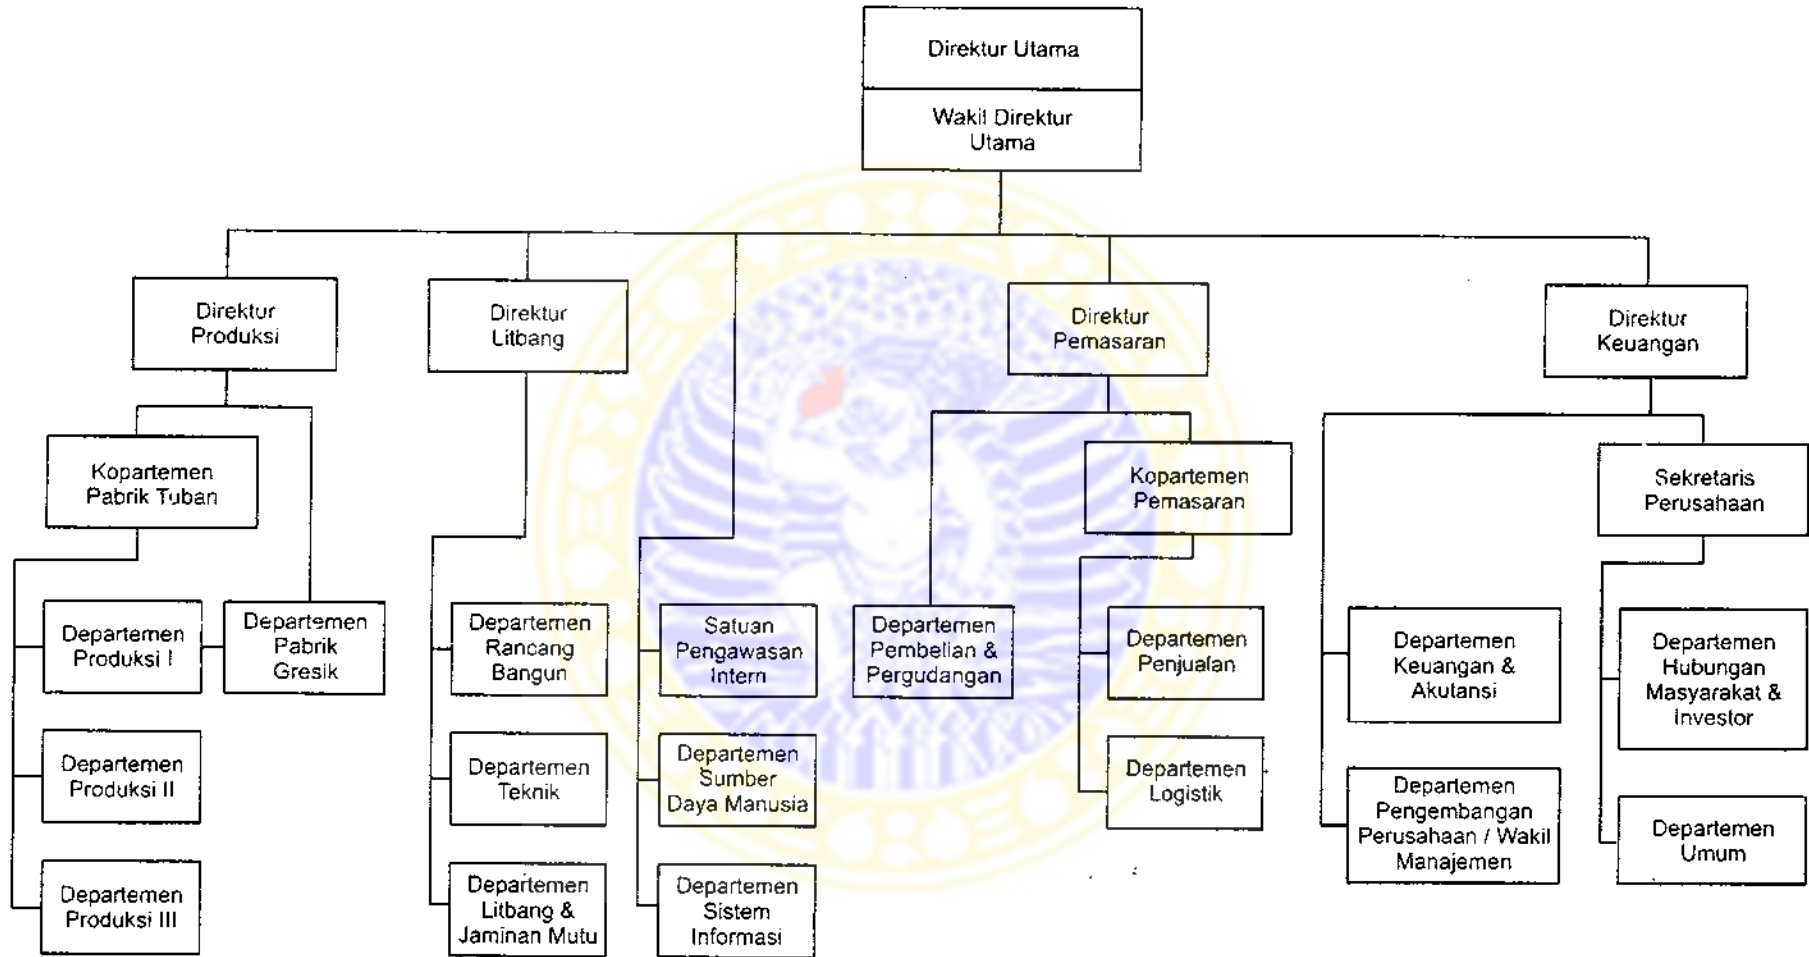 Direktur Utama
Wakil Direktur
Utama
Direktur
Produksi
Direktur
Litbang
Direktur
Pemasaran
Direktur
Keuangan
Kopartemen
Pabrik Tuban
Kopartemen
Pemasaran
Sekretaris
Perusahaan
Departemen
Produksi I
Departemen
Pabrik
Gresik
Departemen
Rancang
Bangun
Satuan
Pengawasan
Intern
Departemen
Pembelian &
Pergudangan
Departemen
Penjualan
Departemen
Keuangan &
Akutansi
Departemen
Hubungan
Masyarakat &
Investor
Departemen
Produksi II
Departemen
Teknik
Departemen
Sumber
Daya Manusia
Departemen
Logistik
Departemen
Pengembangan
Perusahaan / Wakil
Manajemen
Departemen
Umum
Departemen
Produksi III
Departemen
Litbang &
Jaminan Mutu
Departemen
Sistem
Informasi